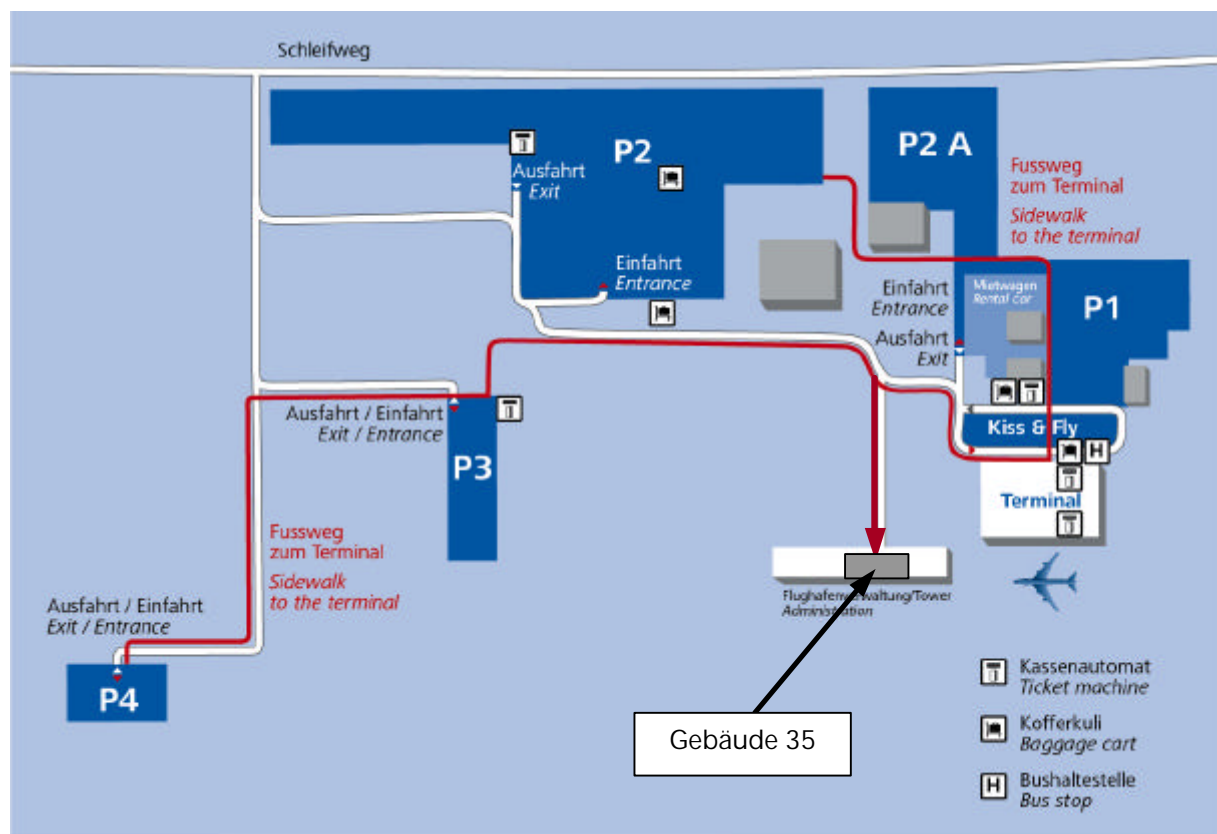 Schleifweg
P2
Ausfahrt
Exit
Einfahrt
Entrance
P2 A
Fussweg
zum Terminal
Sidewalk
to the terminal
Einfahrt
Entrance
Mietwagen
Rental car
P1
Ausfahrt
Exit
Kiss & Fly
H
Terminal
Ausfahrt / Einfahrt
Exit / Entrance
P3
Fussweg
zum Terminal
Sidewalk
to the terminal
Ausfahrt / Einfahrt
Exit / Entrance
P4
Flughafenverwaltung/Tower
Administration
Gebäude 35
Kassenautomat
Ticket machine
Kofferkuli
Baggage cart
H
Bushaltestelle
Bus stop